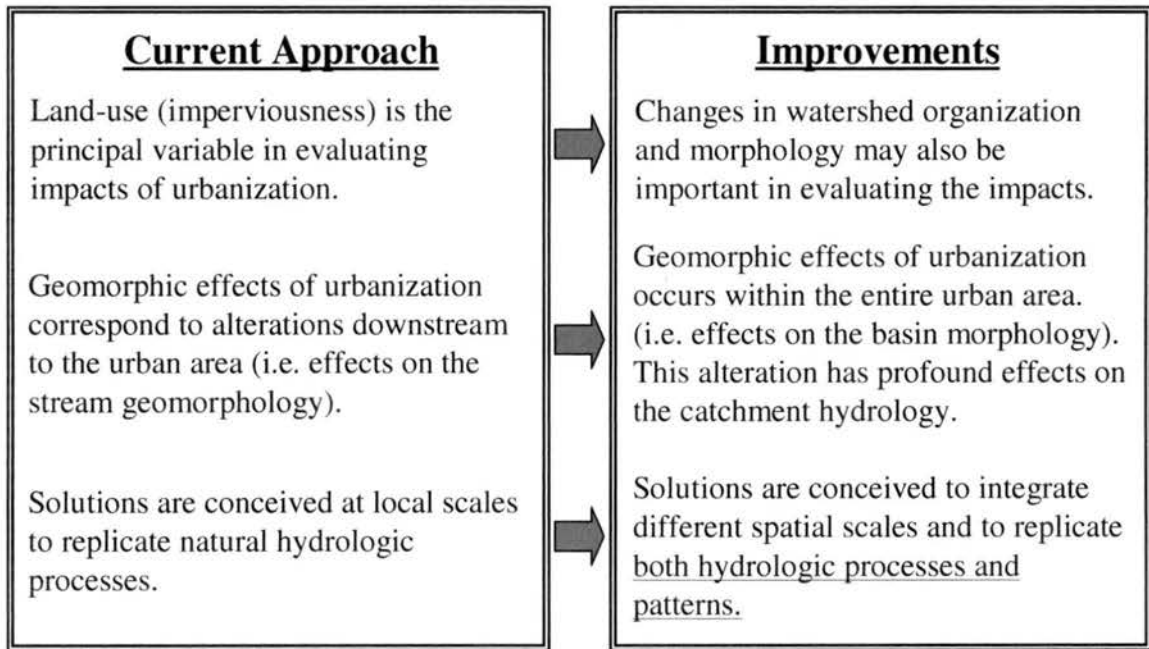 Current Approach
Land-use (imperviousness) is the
principal variable in evaluating
impacts of urbanization.
Geomorphic effects of urbanization
correspond to alterations downstream
to the urban area (i.e. effects on the
stream geomorphology).
Solutions are conceived at local scales
to replicate natural hydrologic
processes.
Improvements
Changes in watershed organization
and morphology may also be
important in evaluating the impacts.
Geomorphic effects of urbanization
occurs within the entire urban area.
(i.e. effects on the basin morphology).
This alteration has profound effects on
the catchment hydrology.
Solutions are conceived to integrate
different spatial scales and to replicate
both hydrologic processes and
patterns.